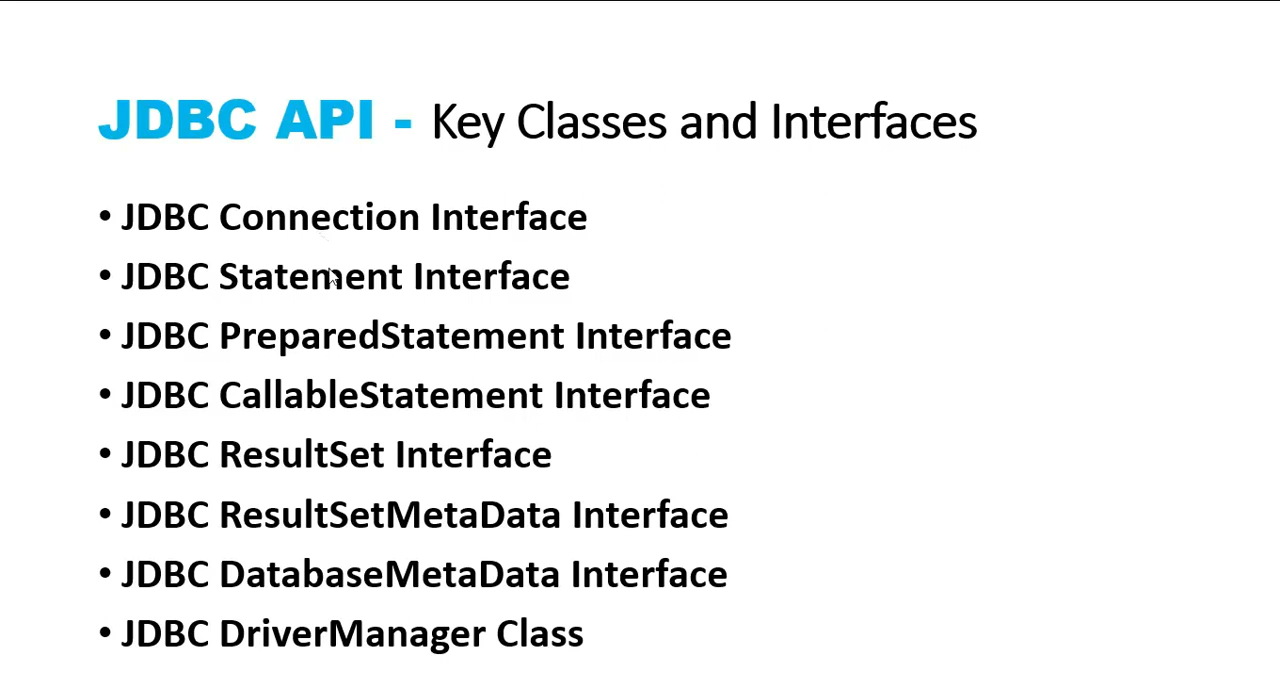 JDBC API - Key Classes and Interfaces
• JDBC Connection Interface
• JDBC Statement Interface
• JDBC PreparedStatement Interface
• JDBC CallableStatement Interface
• JDBC ResultSet Interface
• JDBC ResultSetMetaData Interface
• JDBC DatabaseMetaData Interface
• JDBC DriverManager Class